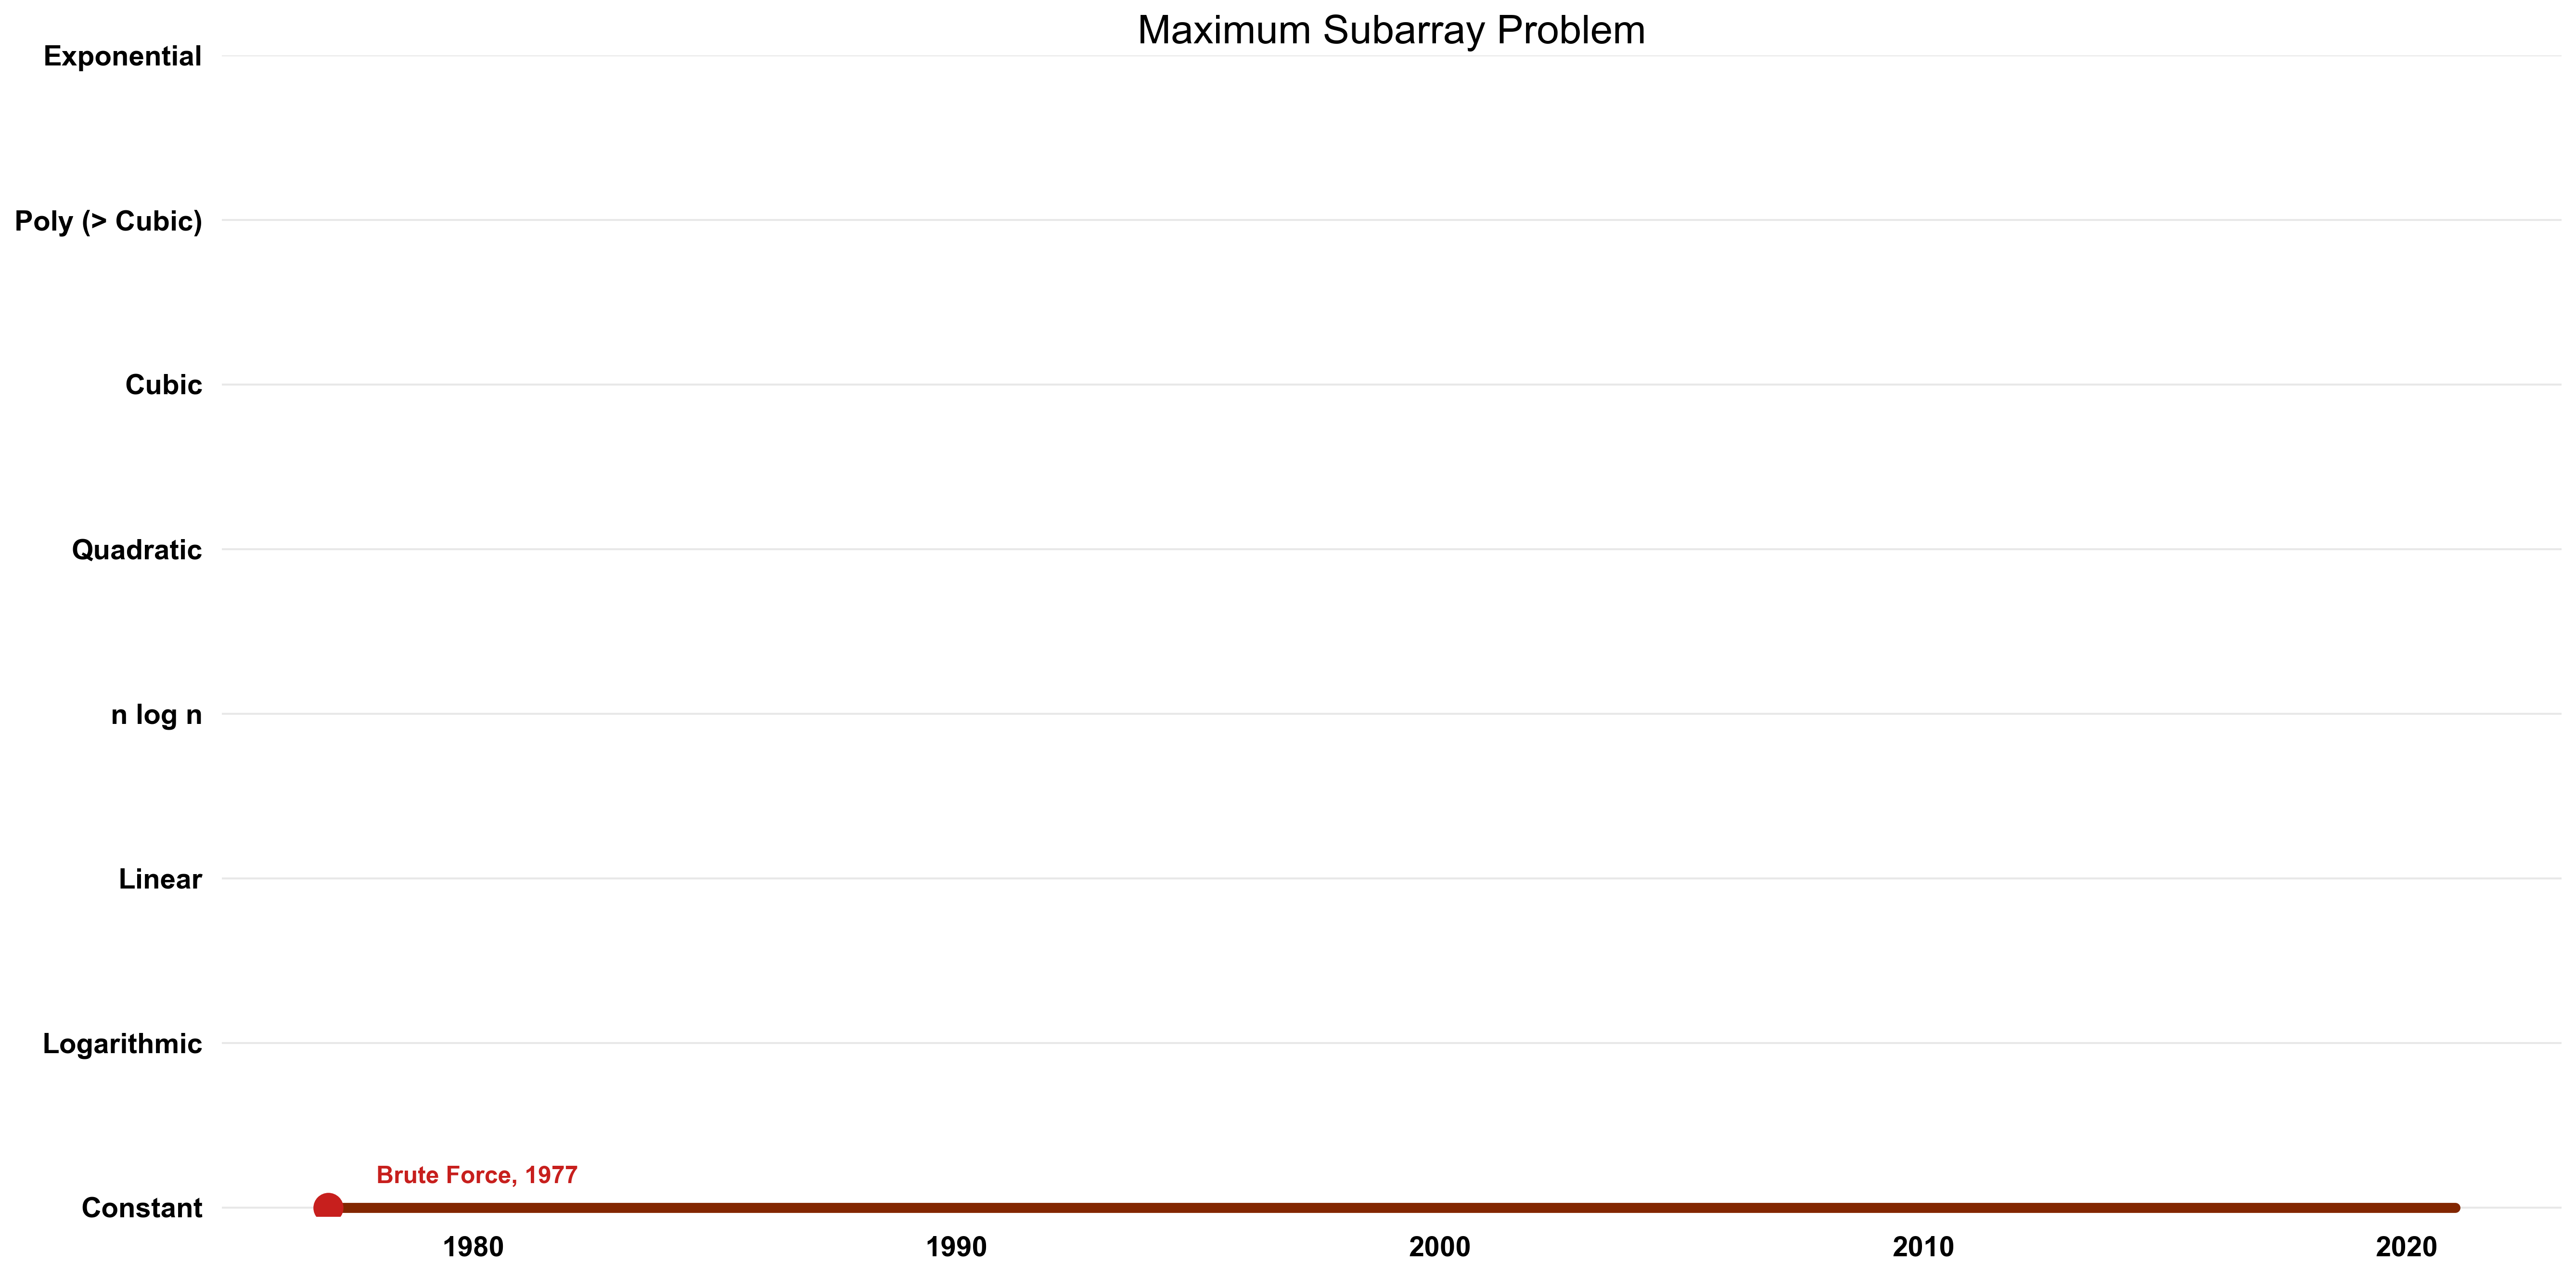 Maximum Subarray Problem
Exponential
Poly (> Cubic)
Cubic
Quadratic
n log n
Linear
Logarithmic
Brute Force, 1977
Constant
1980 1990 2000 2010 2020